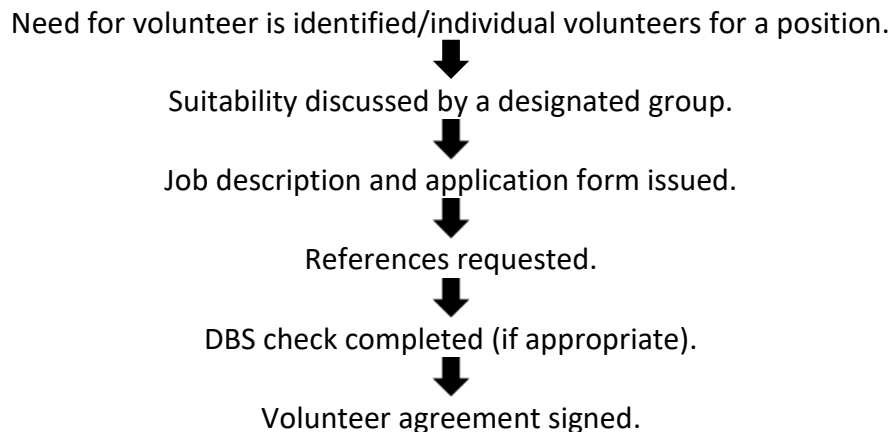 Need for volunteer is identified/individual volunteers for a position.
Suitability discussed by a designated group.
Job description and application form issued.
References requested.
DBS check completed (if appropriate).
Volunteer agreement signed.